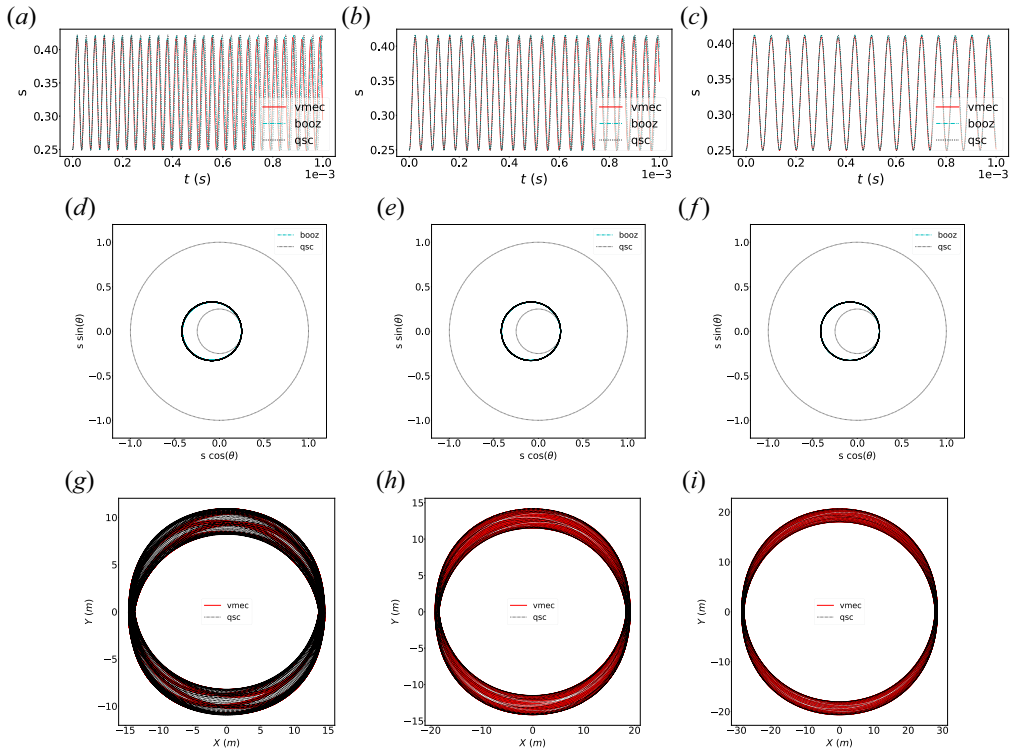 (a)
0.40
0.35
0.30
0.25
s
vmec
booz
qsc
0.0 0.2 0.4 0.6 0.8 1.0
1e−3
t (s)
(b)
0.40
0.35
0.30
0.25
s
vmec
booz
qsc
0.0 0.2 0.4 0.6 0.8 1.0
1e−3
t (s)
(c)
0.40
0.35
0.30
0.25
s
vmec
booz
qsc
0.0 0.2 0.4 0.6 0.8 1.0
1e−3
t (s)
(d)
1.0
0.5
0.0
−0.5
−1.0
s sin(θ)
booz
qsc
−1.0 −0.5 0.0 0.5 1.0
s cos(θ)
(e)
1.0
0.5
0.0
−0.5
−1.0
s sin(θ)
booz
qsc
−1.0 −0.5 0.0 0.5 1.0
s cos(θ)
(f)
1.0
0.5
0.0
−0.5
−1.0
s sin(θ)
booz
qsc
−1.0 −0.5 0.0 0.5 1.0
s cos(θ)
(g)
10
5
0
−5
−10
Y (m)
vmec
qsc
−15 −10 −5 0 5 10 15
X (m)
(h)
15
10
5
0
−5
−10
−15
Y (m)
vmec
qsc
−20 −10 0 10 20
X (m)
(i)
20
10
0
−10
−20
Y (m)
vmec
qsc
−30 −20 −10 0 10 20 30
X (m)